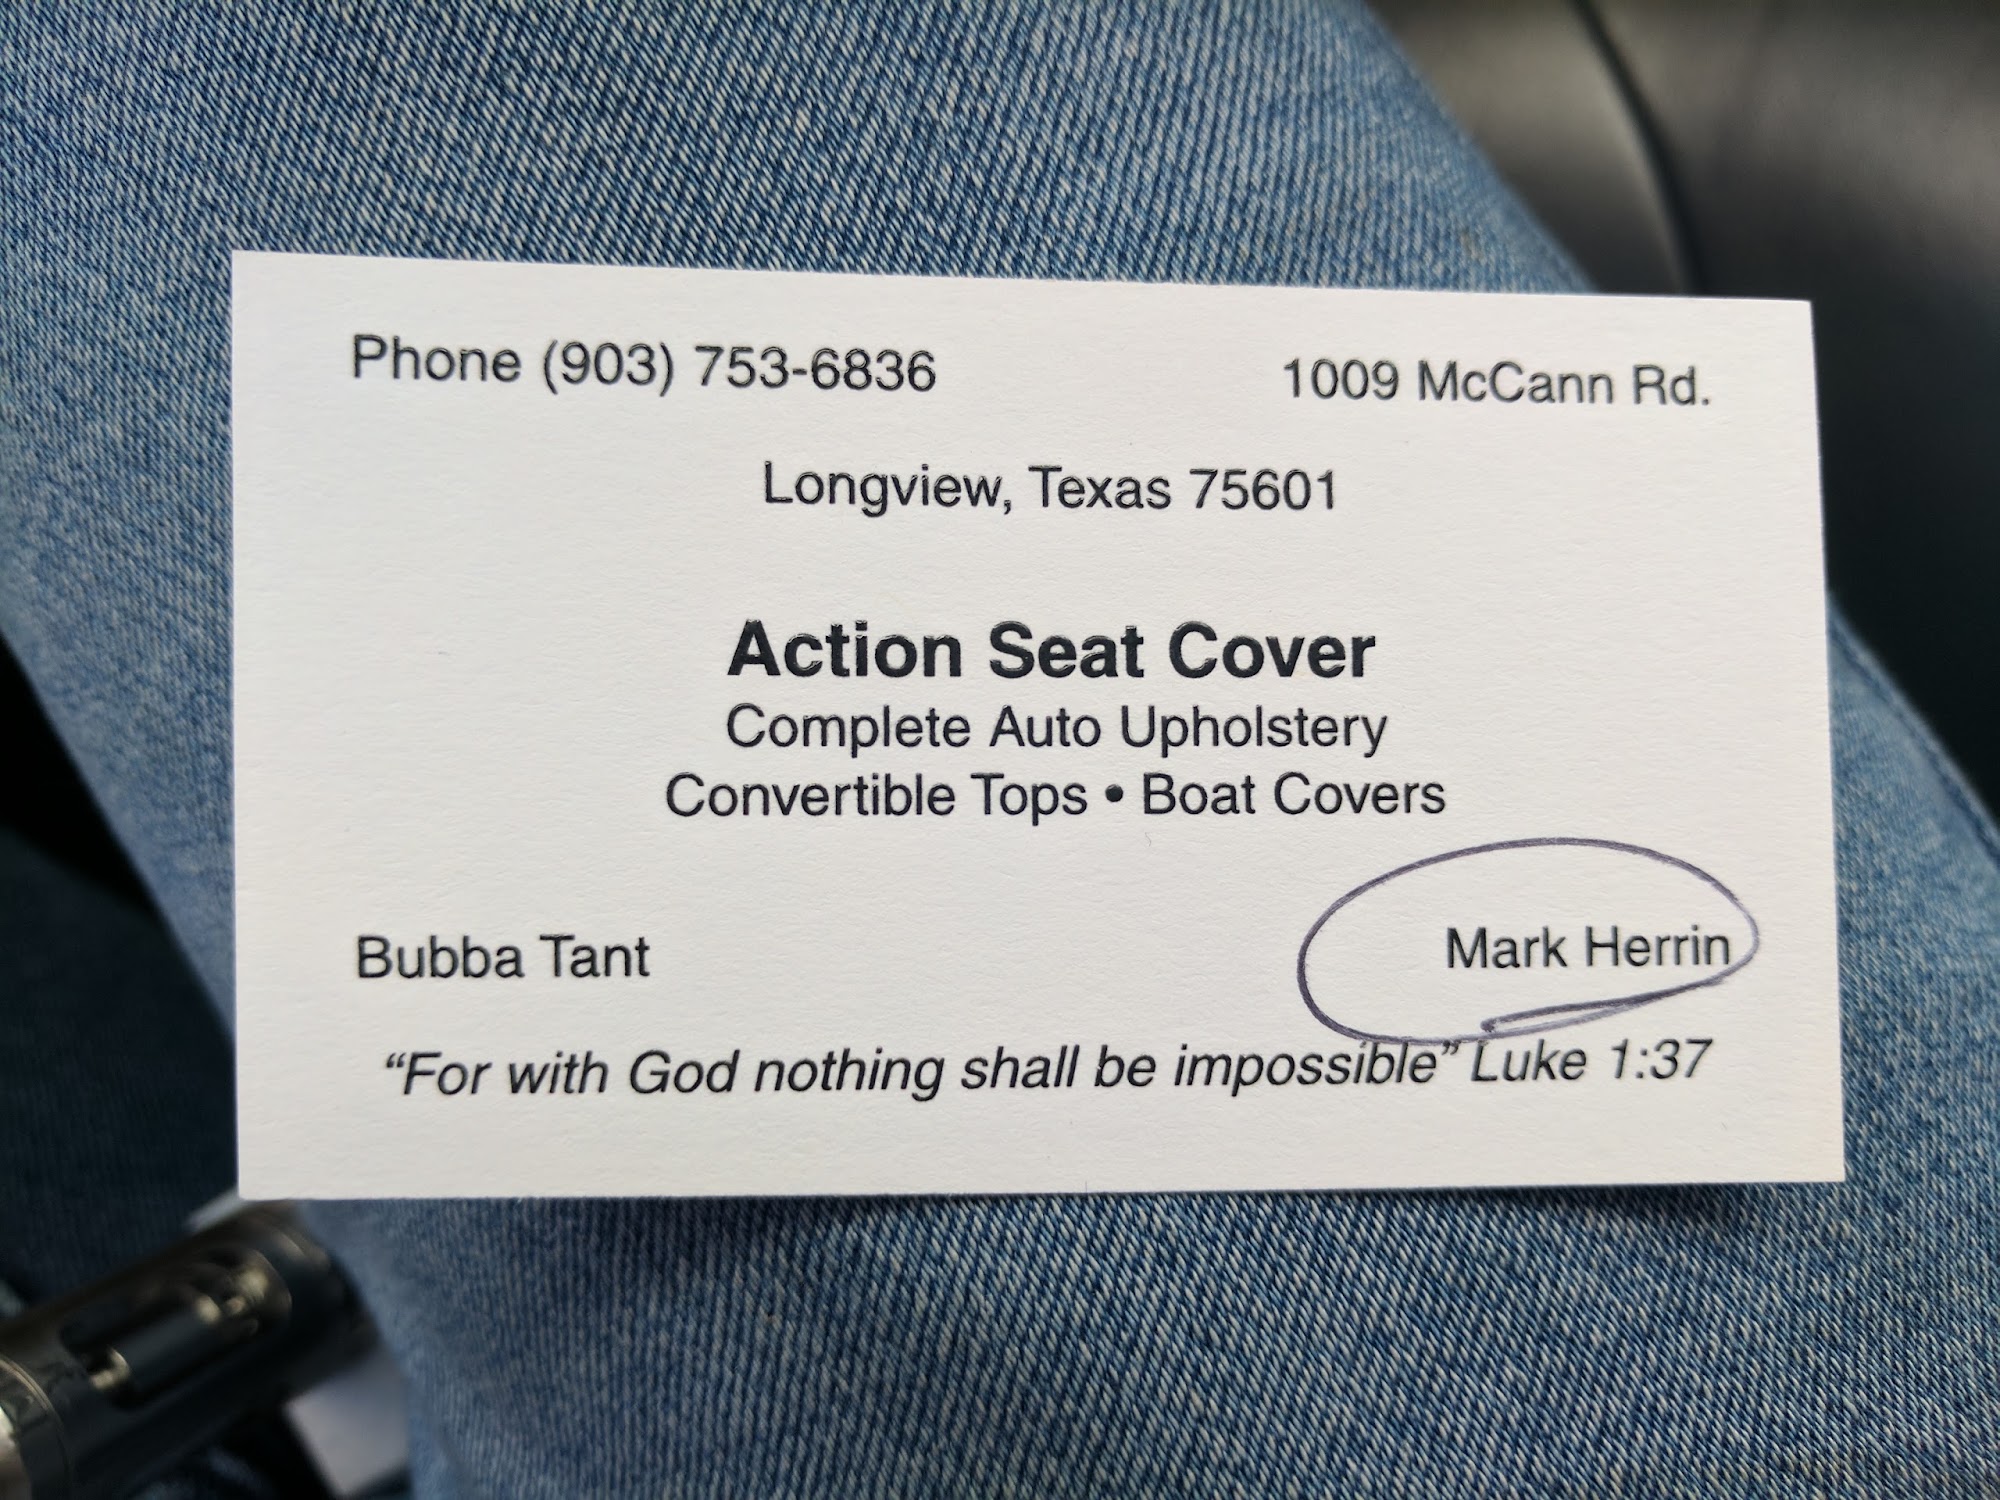 Phone (903) 753-6836 1009 McCann Rd.
Longview, Texas 75601
Action Seat Cover
Complete Auto Upholstery
Convertible Tops • Boat Covers
Bubba Tant Mark Herrin
“For with God nothing shall be impossible” Luke 1:37